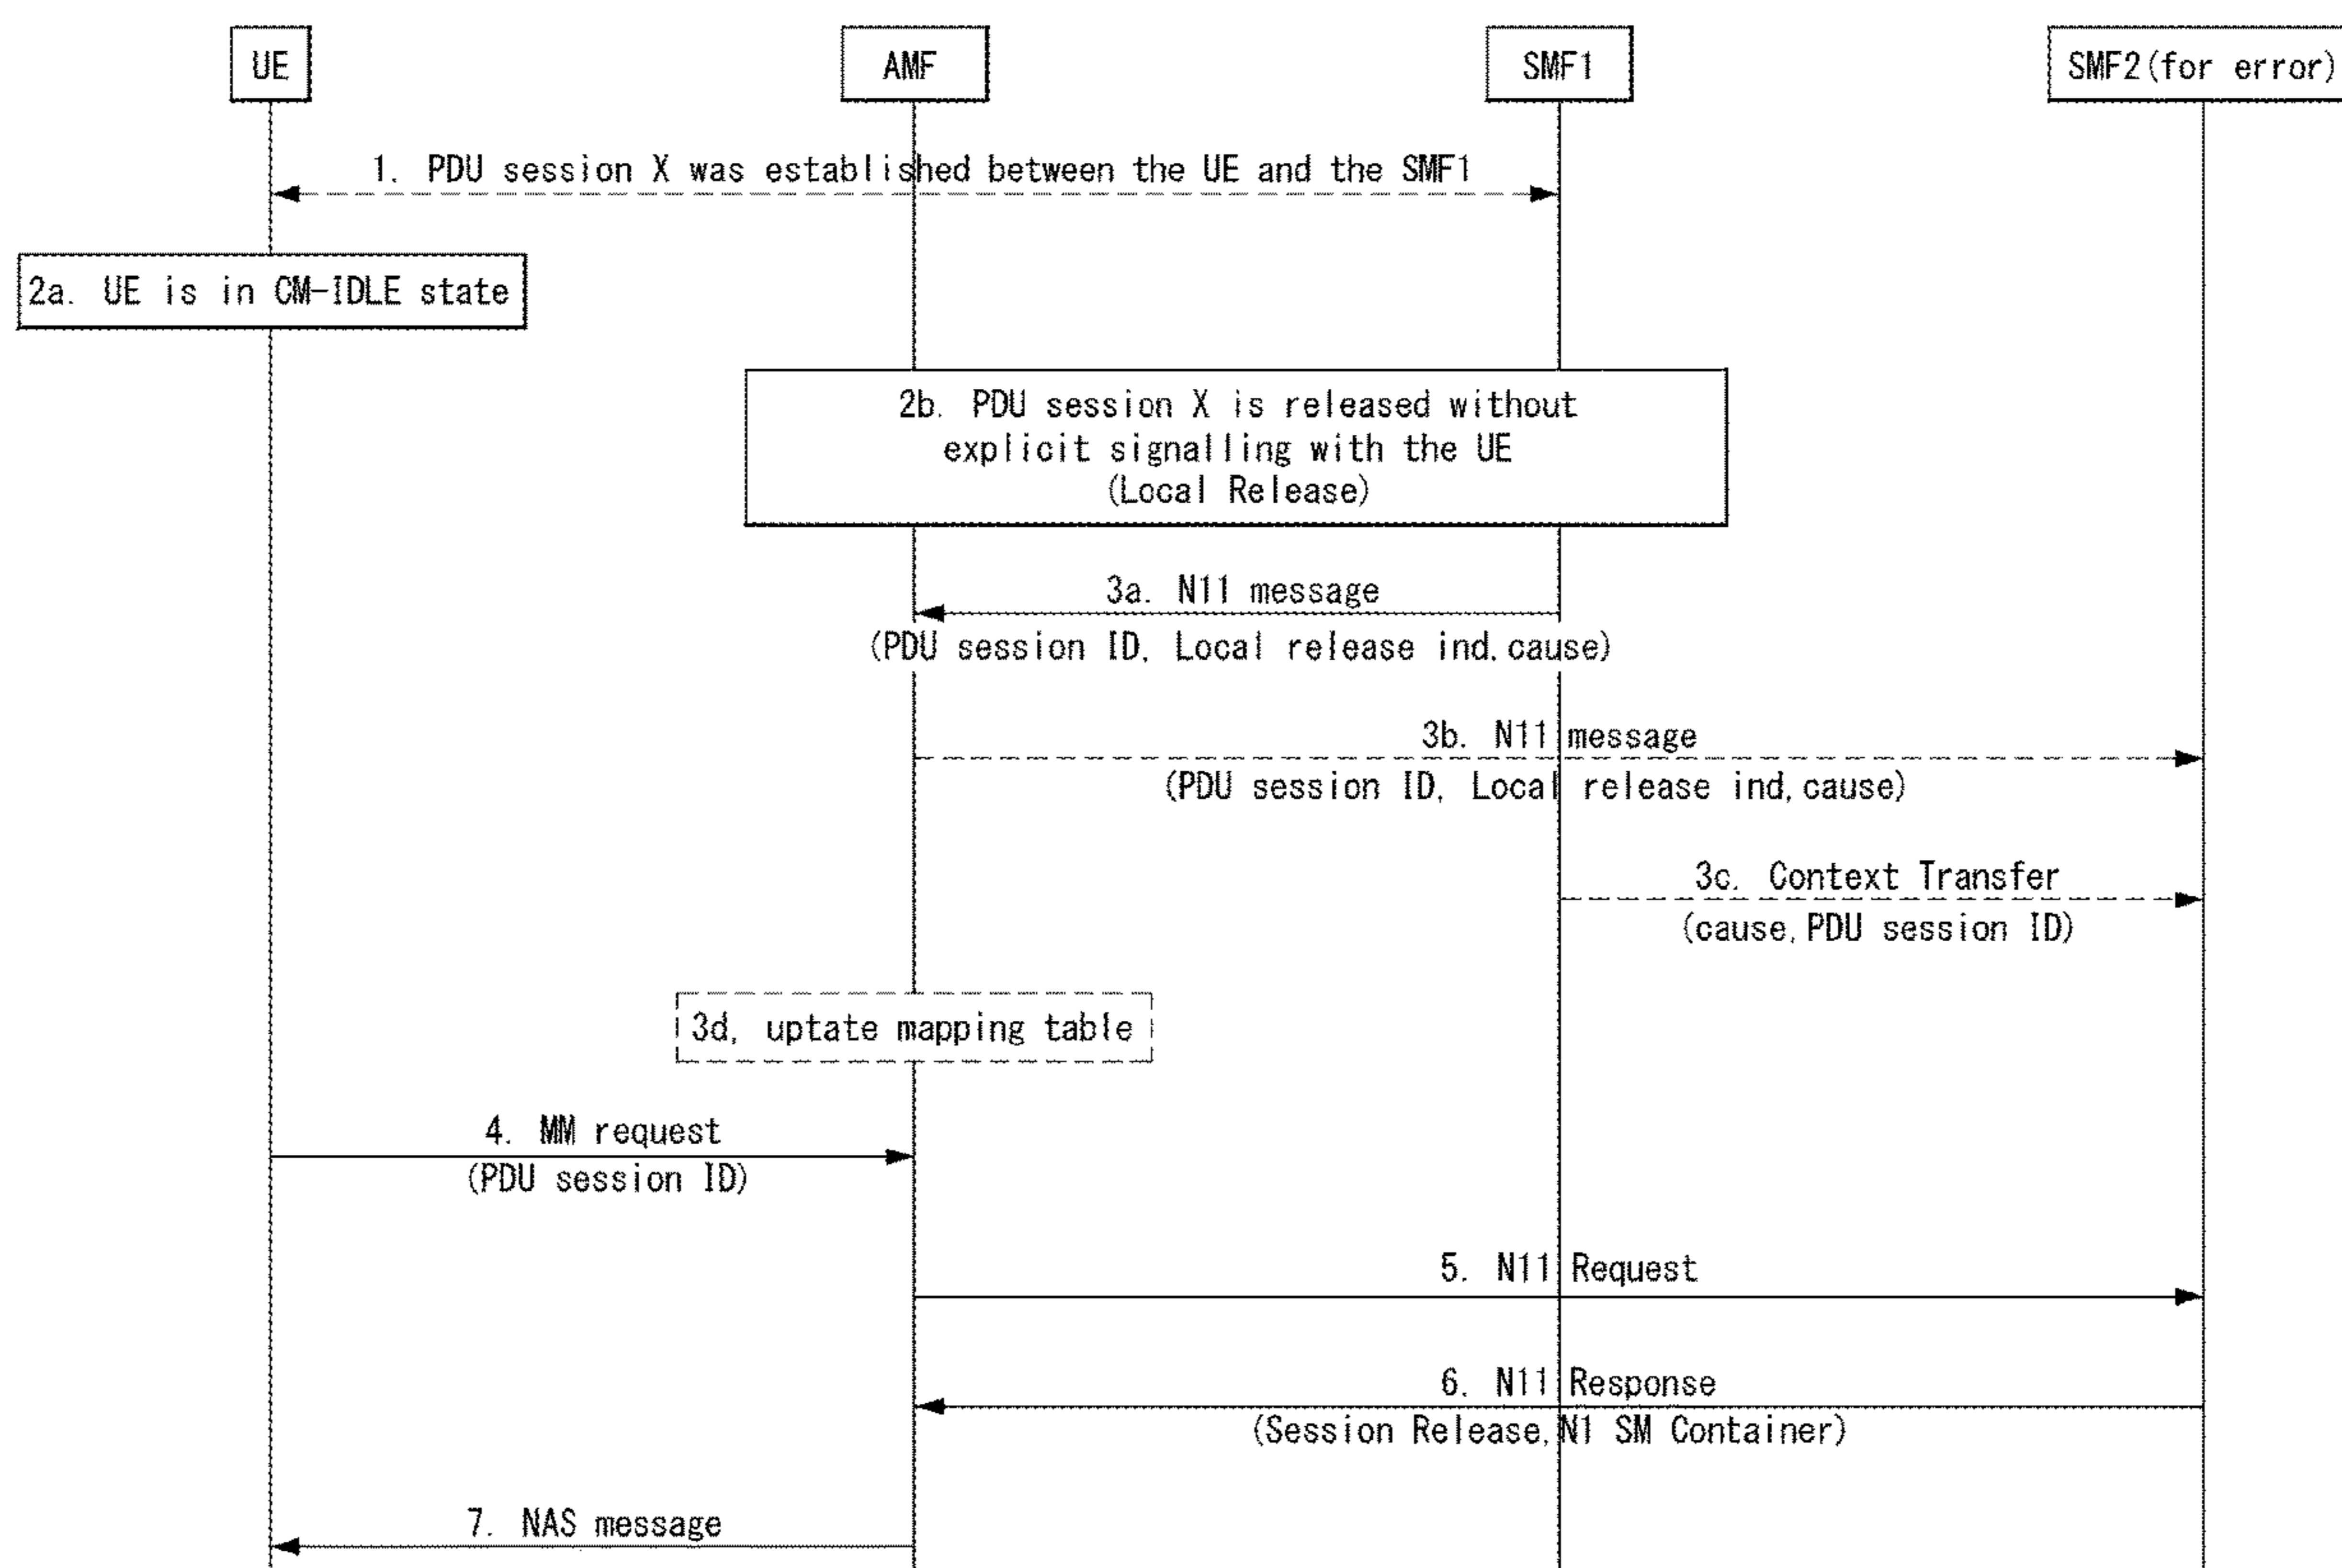 UE
AMF
SMF1
SMF2(for error)
1. PDU session X was established between the UE and the SMF1
2a. UE is in CM-IDLE state
2b. PDU session X is released without
explicit signalling with the UE
(Local Release)
3a. N11 message
(PDU session ID, Local release ind,cause)
3b. N11 message
(PDU session ID, Local release ind,cause)
3c. Context Transfer
(cause,PDU session ID)
3d, uptate mapping table
4. MM request
(PDU session ID)
5. N11 Request
6. N11 Response
(Session Release,N1 SM Container)
7. NAS message